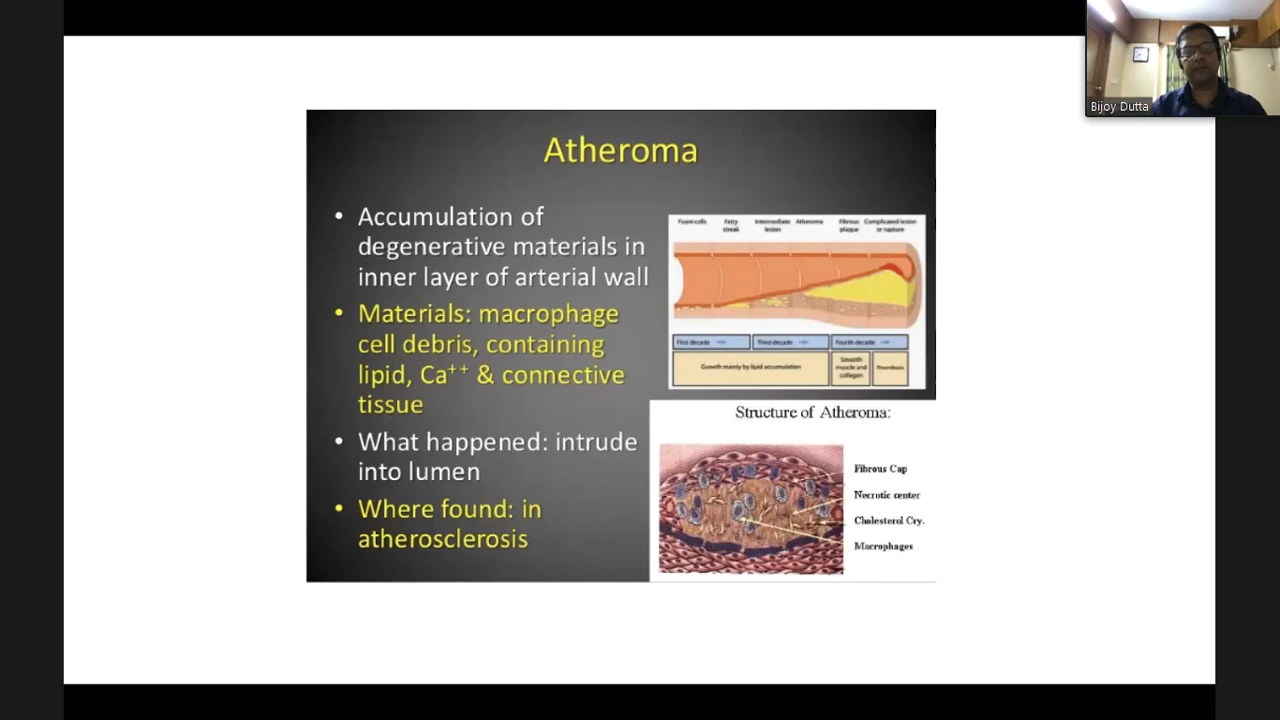 Bijoy Dutta
Atheroma
• Accumulation of
degenerative materials in
inner layer of arterial wall
• Materials: macrophage
cell debris, containing
lipid, Ca⁺⁺ & connective
tissue
• What happened: intrude
into lumen
• Where found: in
atherosclerosis
Foam cells
Fatty
streak
Intermediate
lesion
Atheroma
Fibrous
plaque
Complicated lesion
or rupture
First decade
Third decade
Fourth decade
Growth mainly by lipid accumulation
Smooth
muscle and
collagen
Thrombosis
Structure of Atheroma:
Fibrous Cap
Necrotic center
Cholesterol Cry.
Macrophages